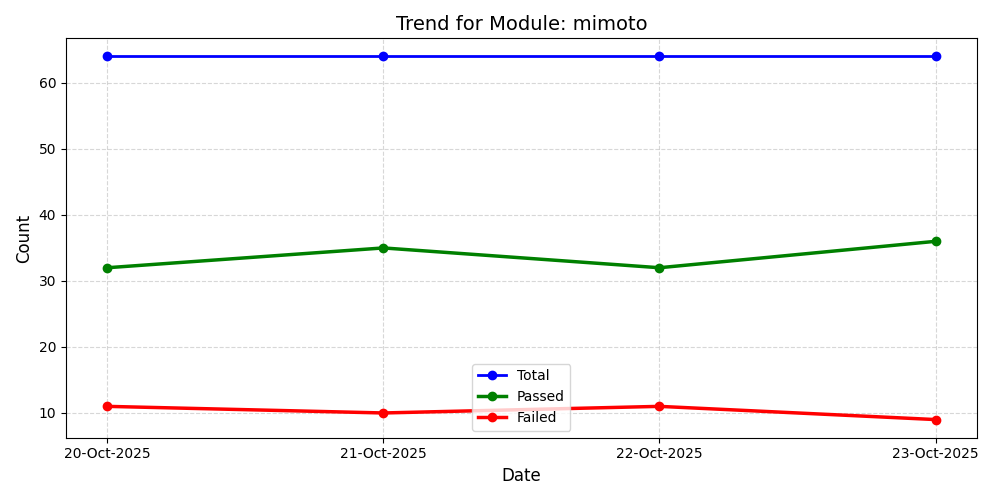 Trend for Module: mimoto
Count
60
50
40
30
20
10
Total
Passed
Failed
20-Oct-2025 21-Oct-2025 22-Oct-2025 23-Oct-2025
Date